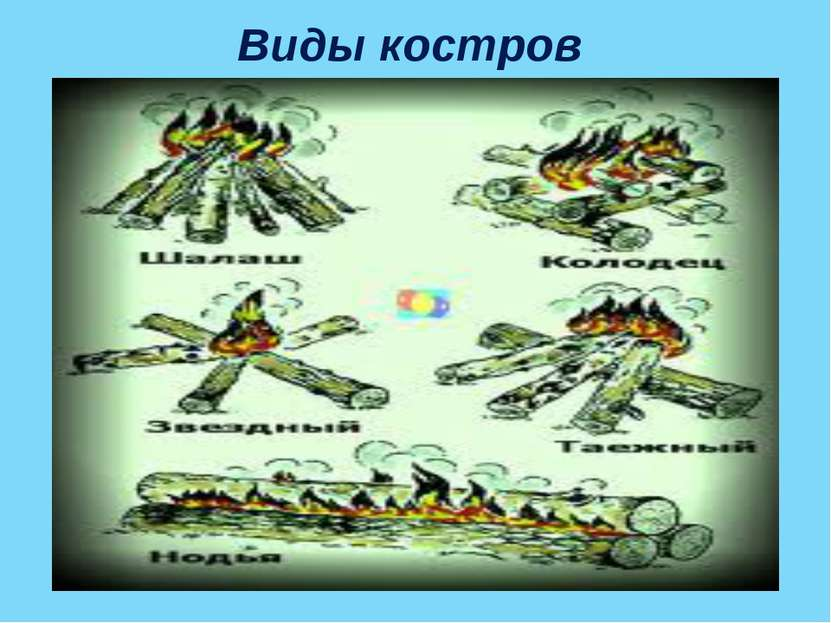 Виды костров
Шалаш
Колодец
Звездный
Таежный
Нодья